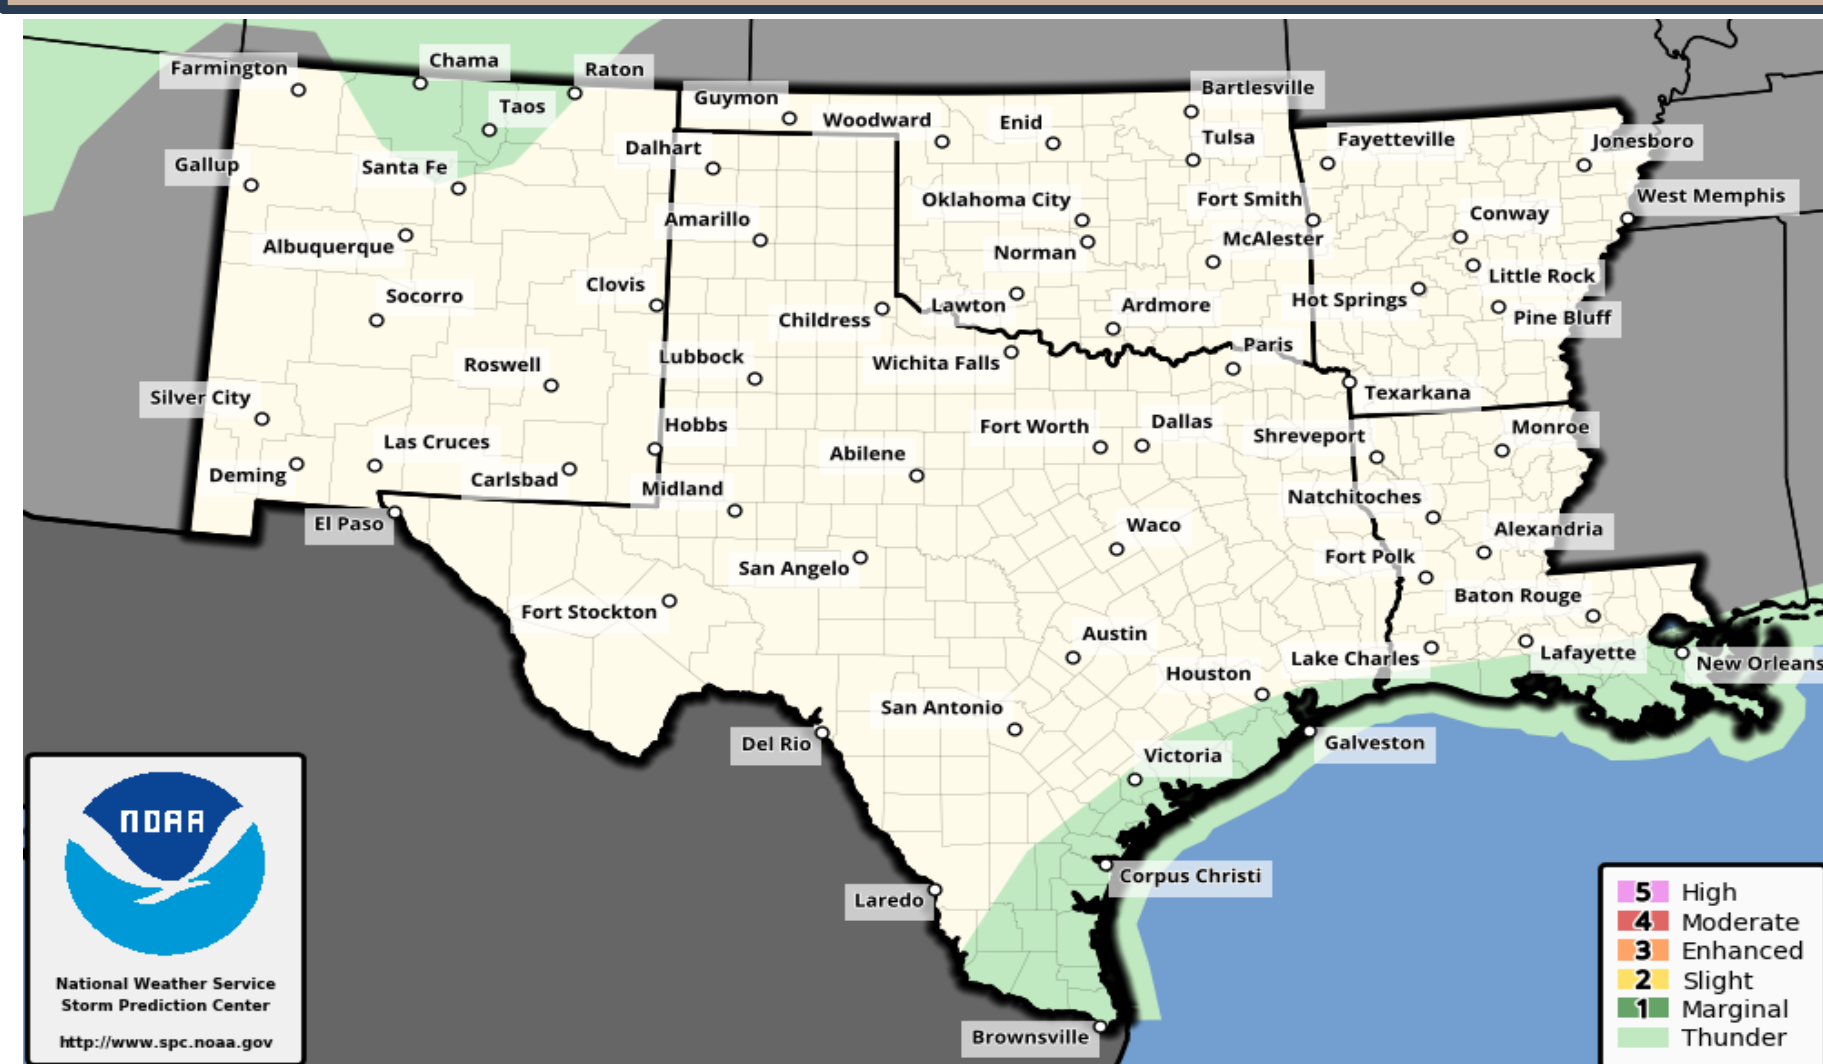 Farmington
Chama
Raton
Taos
Guymon
Woodward
Enid
Bartlesville
Tulsa
Fayetteville
Jonesboro
Gallup
Santa Fe
Dalhart
Oklahoma City
Fort Smith
Conway
West Memphis
Albuquerque
Amarillo
Norman
McAlester
Little Rock
Socorro
Clovis
Childress
Lawton
Ardmore
Hot Springs
Pine Bluff
Roswell
Lubbock
Wichita Falls
Paris
Texarkana
Silver City
Hobbs
Fort Worth
Dallas
Shreveport
Monroe
Las Cruces
Abilene
Deming
Carlsbad
Midland
Natchitoches
El Paso
Waco
Alexandria
San Angelo
Fort Polk
Fort Stockton
Baton Rouge
Austin
Houston
Lake Charles
Lafayette
New Orleans
San Antonio
Del Rio
Victoria
Galveston
Laredo
Corpus Christi
Brownsville
NOAA
National Weather Service
Storm Prediction Center
http://www.spc.noaa.gov
5 High
4 Moderate
3 Enhanced
2 Slight
1 Marginal
Thunder